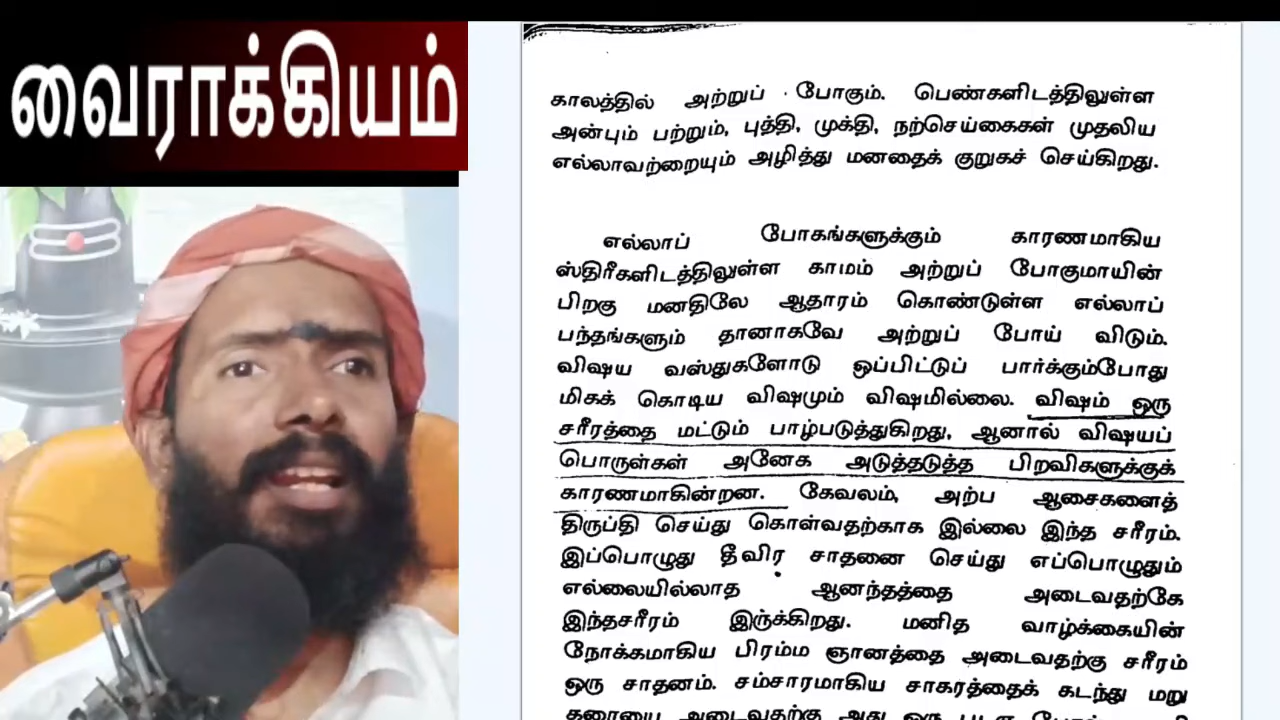 வைராக்கியம்
காலத்தில் அற்றுப் போகும். பெண்களிடத்திலுள்ள
அன்பும் பற்றும், புத்தி, முக்தி, நற்செய்கைகள் முதலிய
எல்லாவற்றையும் அழித்து மனதைக் குறுகச் செய்கிறது.
எல்லாப் போகங்களுக்கும் காரணமாகிய
ஸ்திரீகளிடத்திலுள்ள காமம் அற்றுப் போகுமாயின்
பிறகு மனதிலே ஆதாரம் கொண்டுள்ள எல்லாப்
பந்தங்களும் தானாகவே அற்றுப் போய் விடும்.
விஷய வஸ்துகளோடு ஒப்பிட்டுப் பார்க்கும்போது
மிகக் கொடிய விஷமும் விஷமில்லை. விஷம் ஒரு
சரீரத்தை மட்டும் பாழ்படுத்துகிறது, ஆனால் விஷயப்
பொருள்கள் அனேக அடுத்தடுத்த பிறவிகளுக்குக்
காரணமாகின்றன. கேவலம், அற்ப ஆசைகளைத்
திருப்தி செய்து கொள்வதற்காக இல்லை இந்த சரீரம்.
இப்பொழுது தீவிர சாதனை செய்து எப்பொழுதும்
எல்லையில்லாத ஆனந்தத்தை அடைவதற்கே
இந்தசரீரம் இருக்கிறது. மனித வாழ்க்கையின்
நோக்கமாகிய பிரம்ம ஞானத்தை அடைவதற்கு சரீரம்
ஒரு சாதனம். சம்சாரமாகிய சாகரத்தைக் கடந்து மறு
அடைவதற்கு அது ஒரு